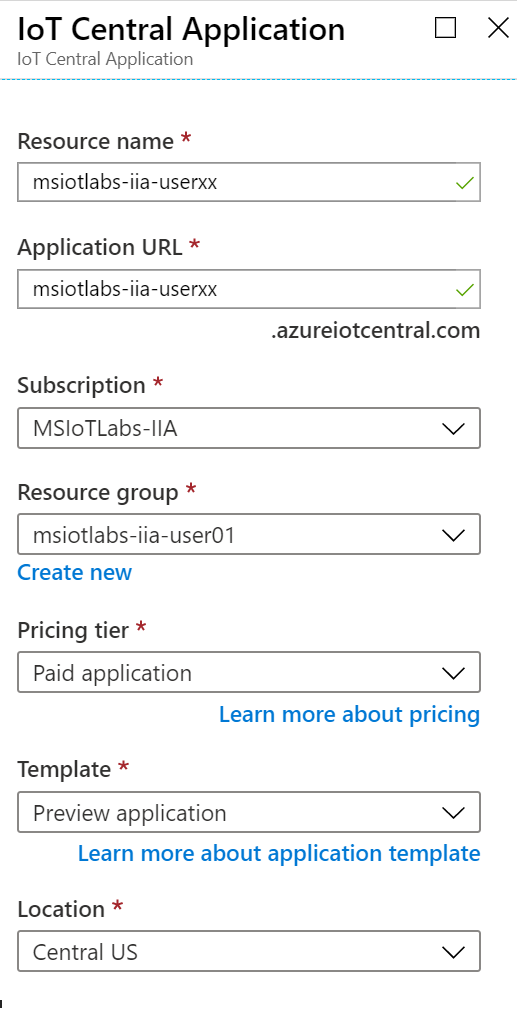 IoT Central Application
IoT Central Application
Resource name *
msiotlabs-iia-userxx
Application URL *
msiotlabs-iia-userxx
.azureiotcentral.com
Subscription *
MSIoTLabs-IIA
Resource group *
msiotlabs-iia-user01
Create new
Pricing tier *
Paid application
Learn more about pricing
Template *
Preview application
Learn more about application template
Location *
Central US